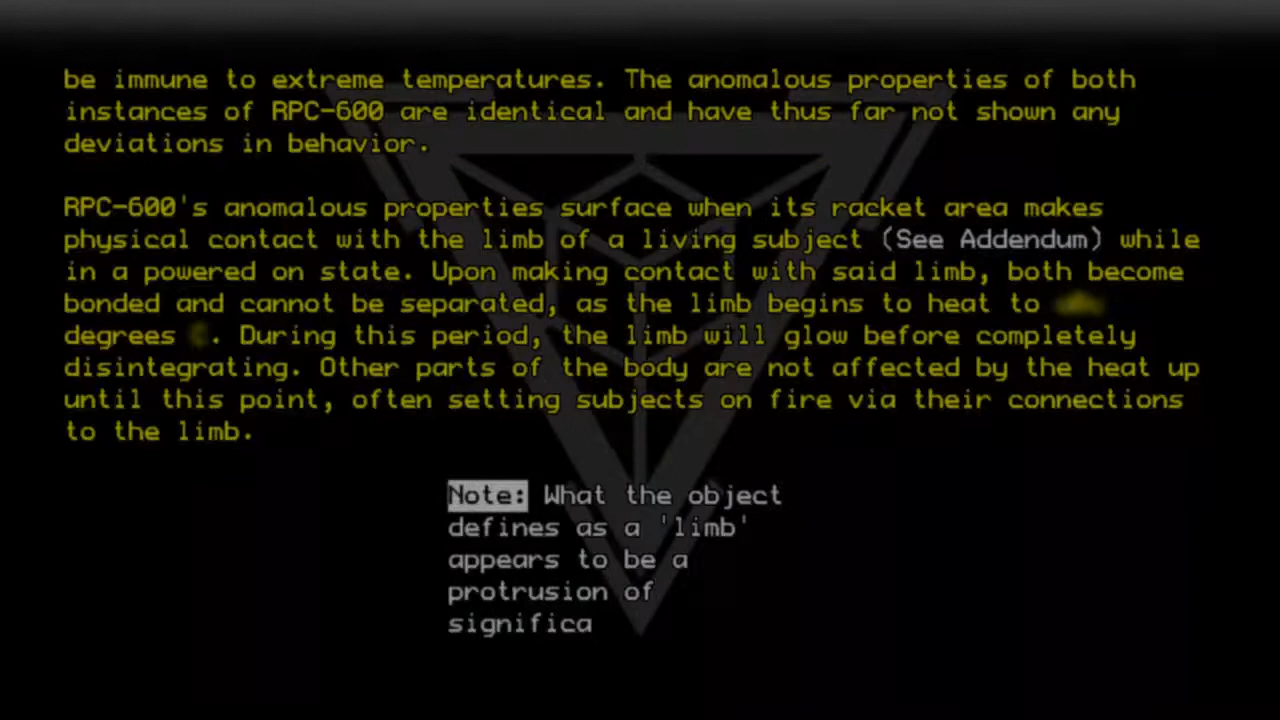 be immune to extreme temperatures. The anomalous properties of both
instances of RPC-600 are identical and have thus far not shown any
deviations in behavior.
RPC-600's anomalous properties surface when its racket area makes
physical contact with the limb of a living subject (See Addendum) while
in a powered on state. Upon making contact with said limb, both become
bonded and cannot be separated, as the limb begins to heat to
degrees . During this period, the limb will glow before completely
disintegrating. Other parts of the body are not affected by the heat up
until this point, often setting subjects on fire via their connections
to the limb.
Note: What the object
defines as a 'limb'
appears to be a
protrusion of
significa